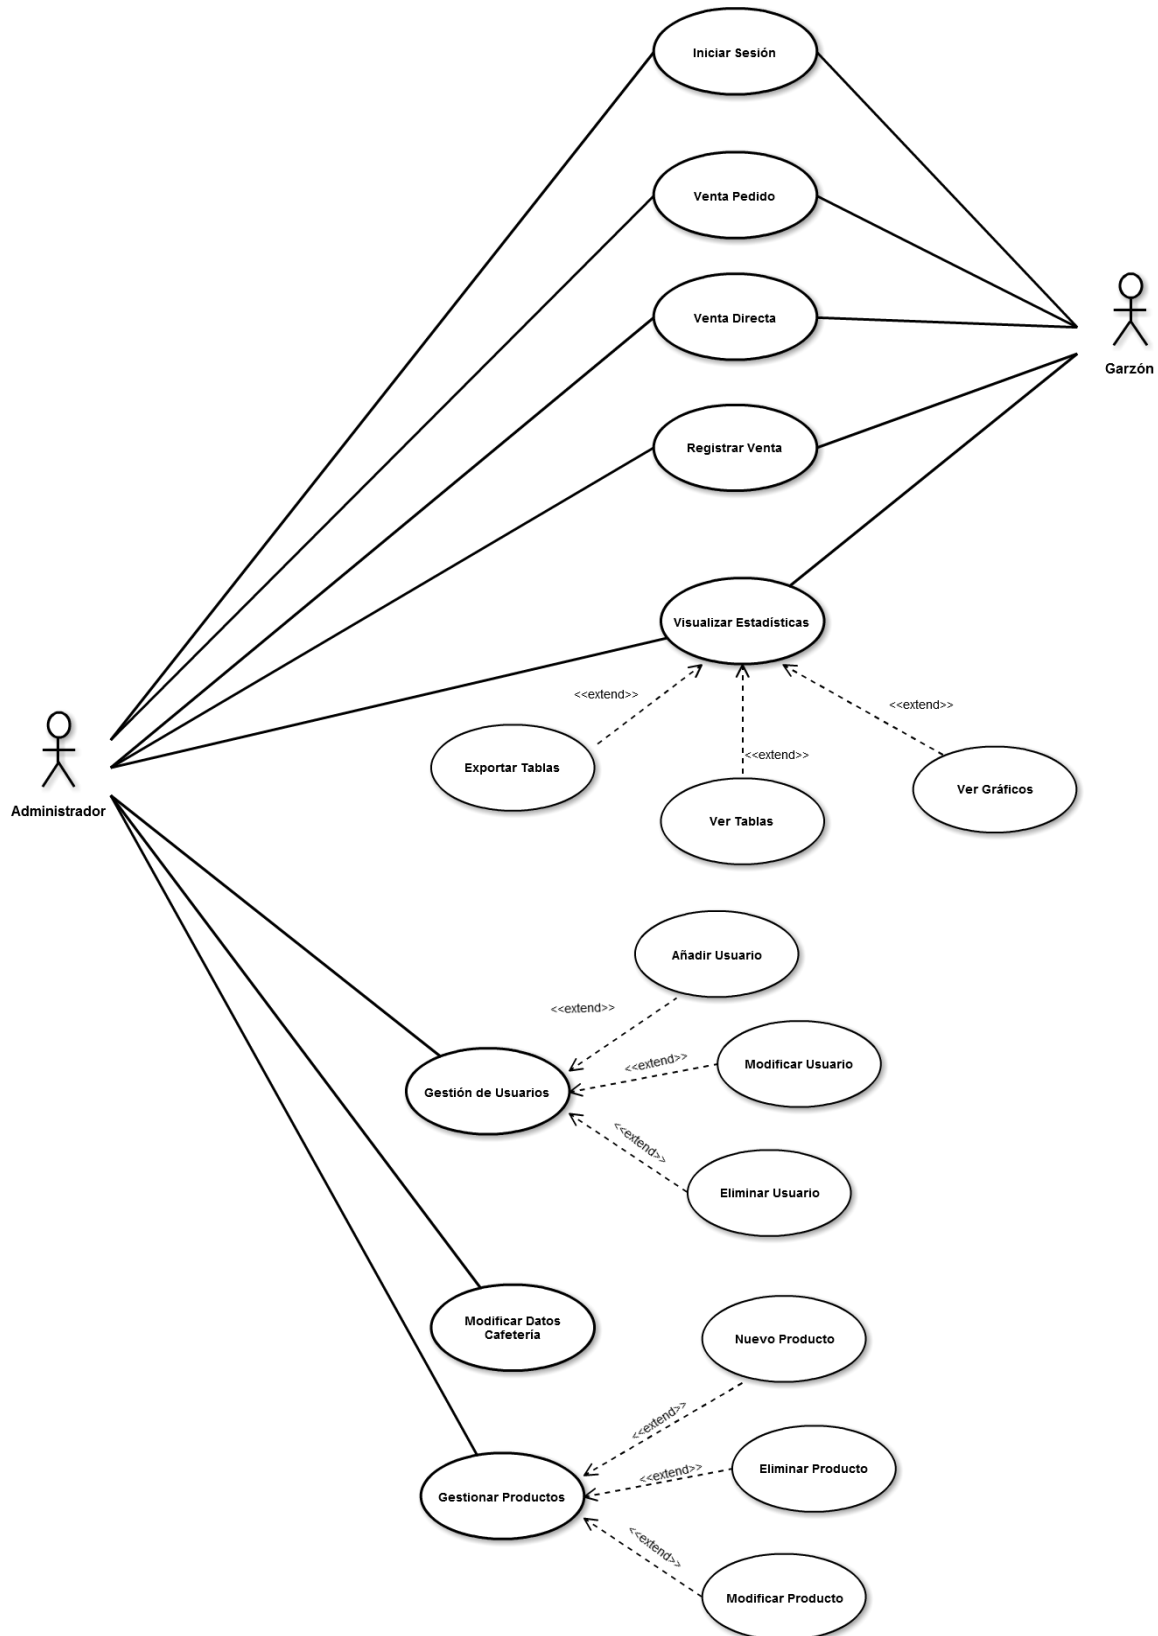 Iniciar Sesión
Venta Pedido
Venta Directa
Garzón
Registrar Venta
Visualizar Estadísticas
<<extend>>
<<extend>>
<<extend>>
Exportar Tablas
Ver Gráficos
Administrador
Ver Tablas
Añadir Usuario
<<extend>>
Modificar Usuario
<<extend>>
Gestión de Usuarios
<<extend>>
Eliminar Usuario
Modificar Datos
Cafetería
Nuevo Producto
<<extend>>
Eliminar Producto
<<extend>>
Gestionar Productos
<<extend>>
Modificar Producto